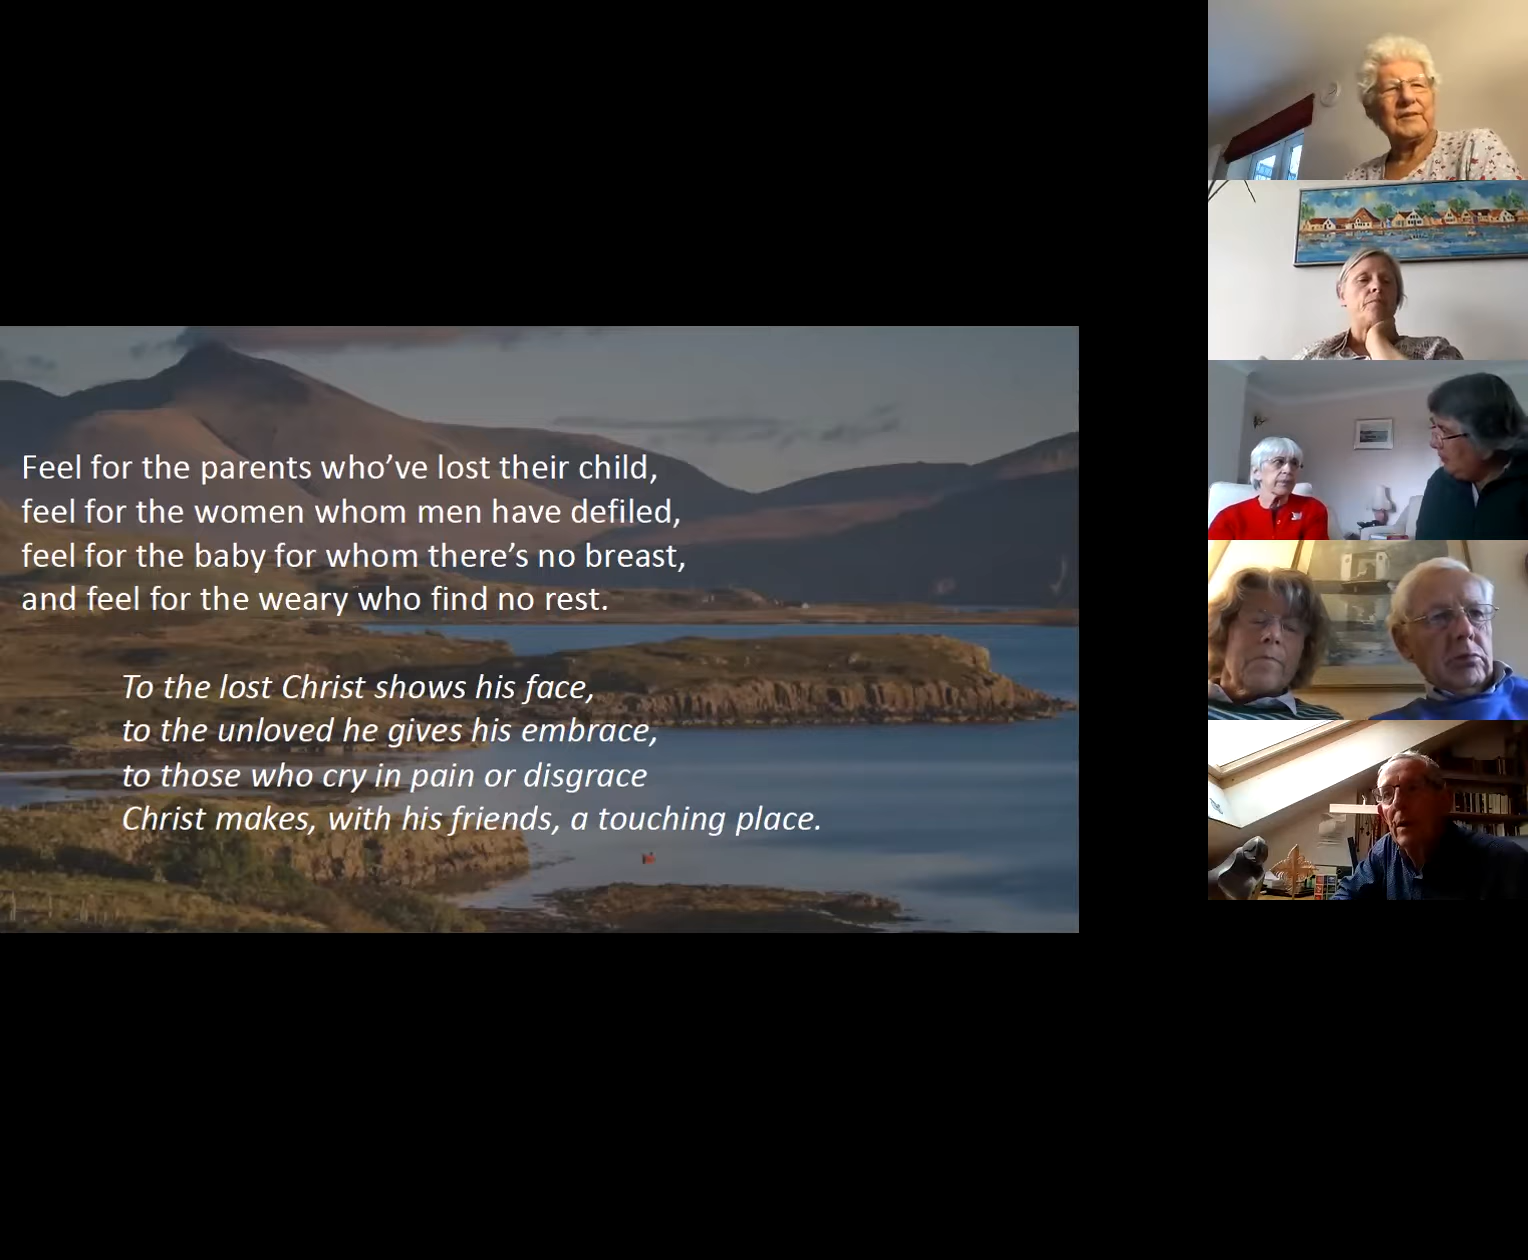 Feel for the parents who’ve lost their child,
feel for the women whom men have defiled,
feel for the baby for whom there’s no breast,
and feel for the weary who find no rest.
To the lost Christ shows his face,
to the unloved he gives his embrace,
to those who cry in pain or disgrace
Christ makes, with his friends, a touching place.